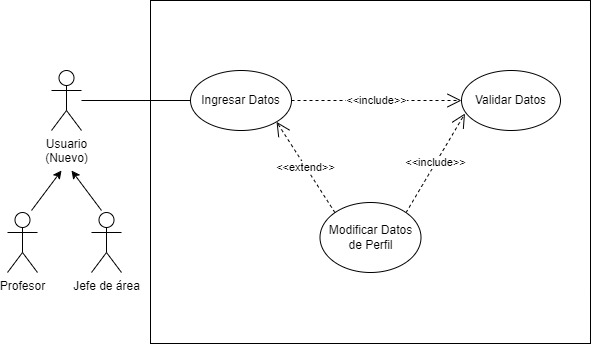 Ingresar Datos
<<include>>
Validar Datos
Usuario
(Nuevo)
<<extend>>
<<include>>
Modificar Datos
de Perfil
Profesor
Jefe de área